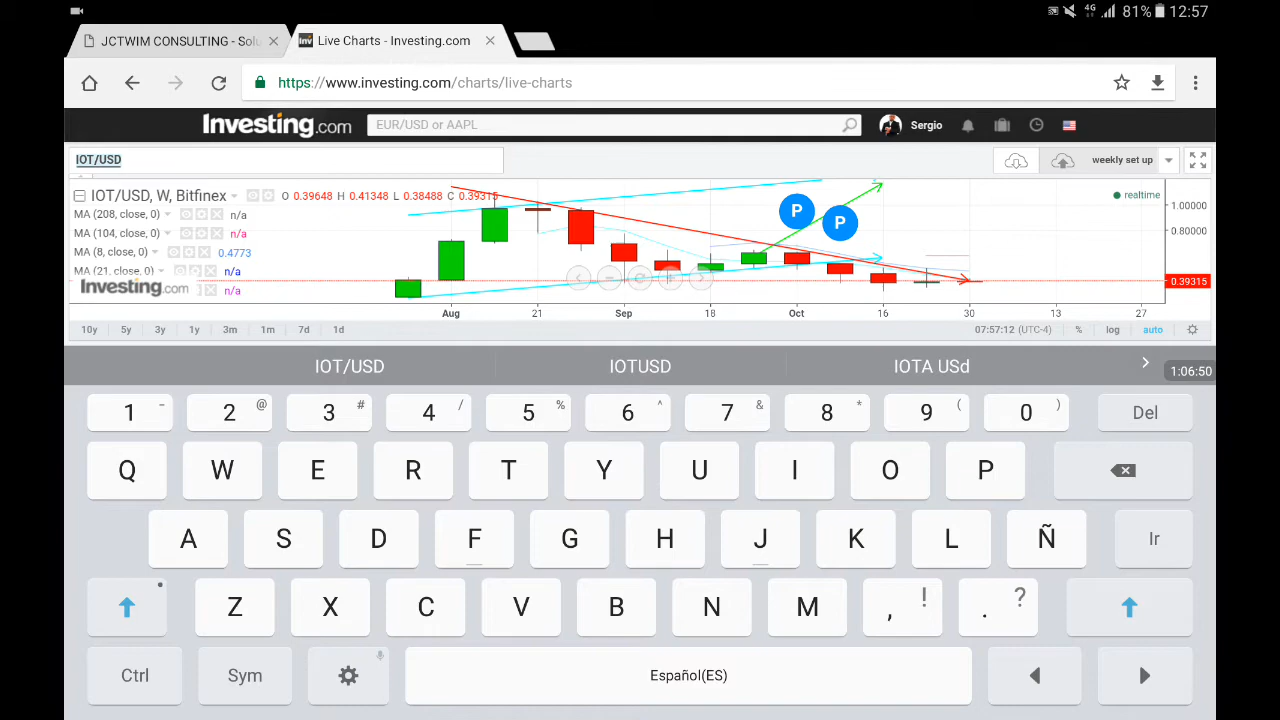 4G 81% 12:57
JCTWIM CONSULTING - Solu
Live Charts - Investing.com
https://www.investing.com/charts/live-charts
Investing.com
EUR/USD or AAPL
Sergio
IOT/USD
weekly set up
IOT/USD, W, Bitfinex
O 0.39648 H 0.41348 L 0.38488 C 0.39315
realtime
MA (208, close, 0) n/a
MA (104, close, 0) n/a
MA (8, close, 0) 0.4773
MA (21, close, 0) n/a
Investing.com n/a
P P
1.00000
0.80000
0.39315
Aug 21 Sep 18 Oct 16 30 13 27
10y 5y 3y 1y 3m 1m 7d 1d
07:57:12 (UTC-4) % log auto
IOT/USD IOTUSD IOTA USd >
1:06:50
1 - 2 @ 3 # 4 / 5 % 6 ^ 7 & 8 * 9 ( 0 ) Del
Q W E R T Y U I O P
A S D F G H J K L Ñ Ir
Z X C V B N M , ! . ?
Ctrl Sym Español(ES)